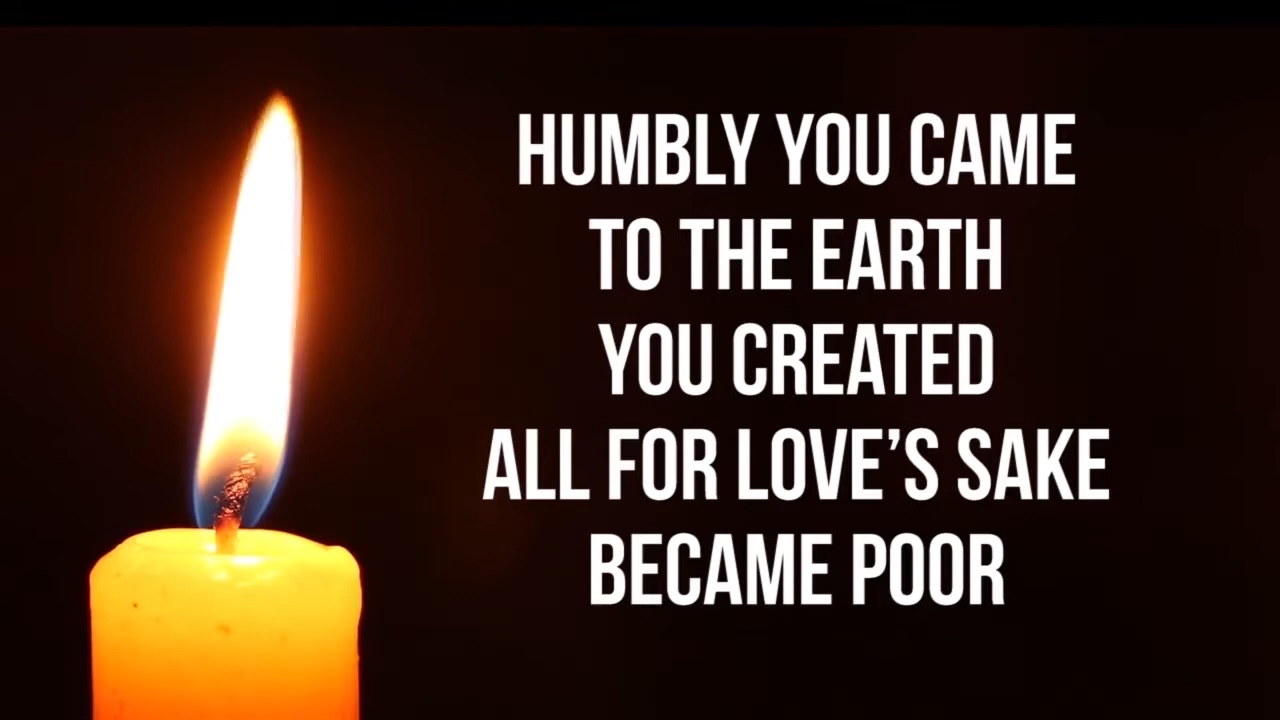 HUMBLY YOU CAME
TO THE EARTH
YOU CREATED
ALL FOR LOVE’S SAKE
BECAME POOR